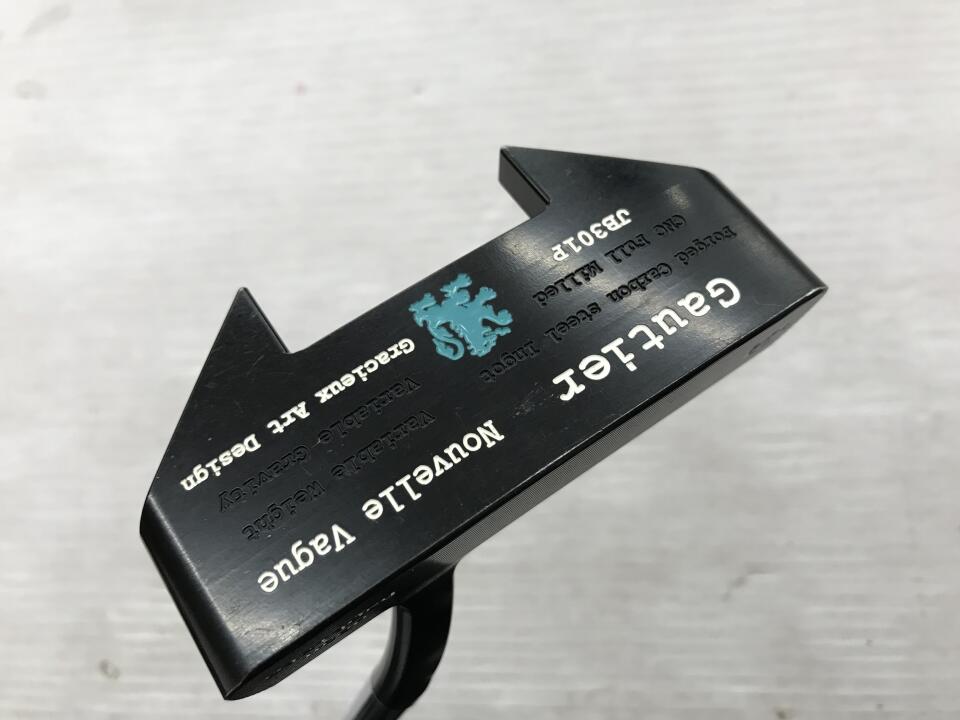 Gautier Nouvelle Vague
Forged Carbon steel Ingot Variable Weight
CNC Full Milled Variable Gravity
JB301P Gracieux Art Design